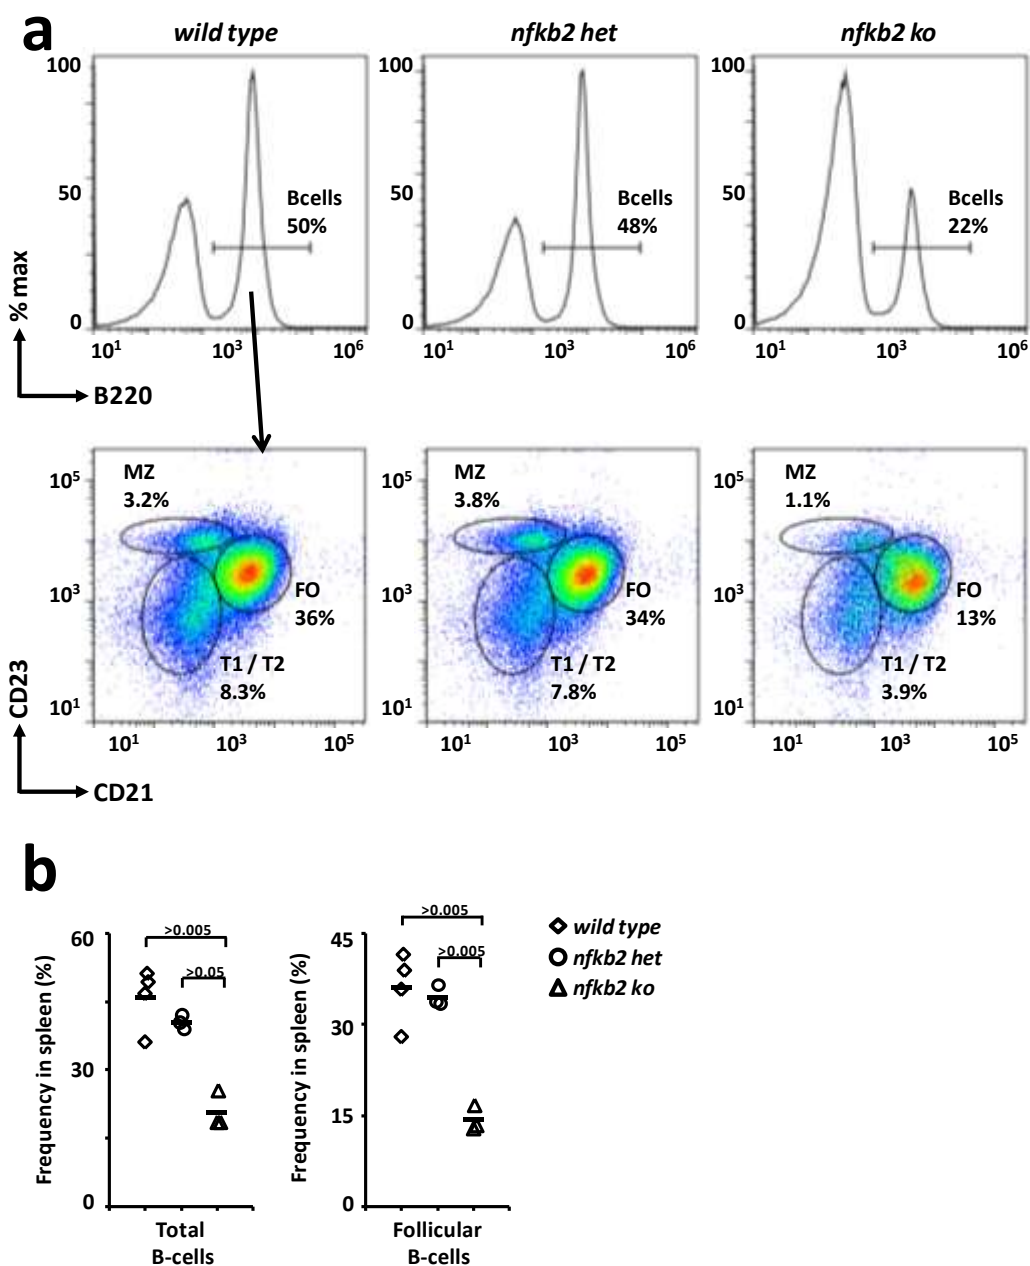 a
wild type
nfkb2 het
nfkb2 ko
100
50
0
Bcells
50%
10¹
10³
10⁶
100
50
0
Bcells
48%
10¹
10³
10⁶
100
50
0
Bcells
22%
10¹
10³
10⁶
% max
B220
MZ
3.2%
FO
36%
T1 / T2
8.3%
10⁵
10³
10¹
10¹
10³
10⁵
MZ
3.8%
FO
34%
T1 / T2
7.8%
10⁵
10³
10¹
10¹
10³
10⁵
MZ
1.1%
FO
13%
T1 / T2
3.9%
10⁵
10³
10¹
10¹
10³
10⁵
CD23
CD21
b
Frequency in spleen (%)
60
30
0
>0.005
>0.05
Total
B-cells
Frequency in spleen (%)
45
30
15
0
>0.005
>0.005
Follicular
B-cells
wild type
nfkb2 het
nfkb2 ko